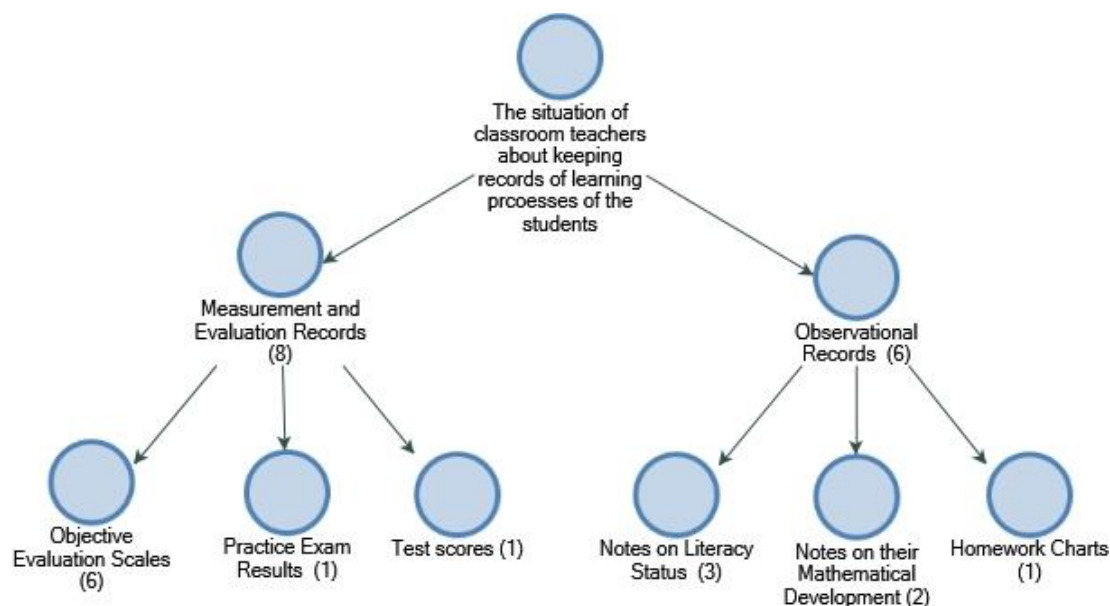 The situation of
classroom teachers
about keeping
records of learning
prcoesses of the
students
Measurement and
Evaluation Records
(8)
Observational
Records (6)
Objective
Evaluation Scales
(6)
Practice Exam
Results (1)
Test scores (1)
Notes on Literacy
Status (3)
Notes on their
Mathematical
Development (2)
Homework Charts
(1)